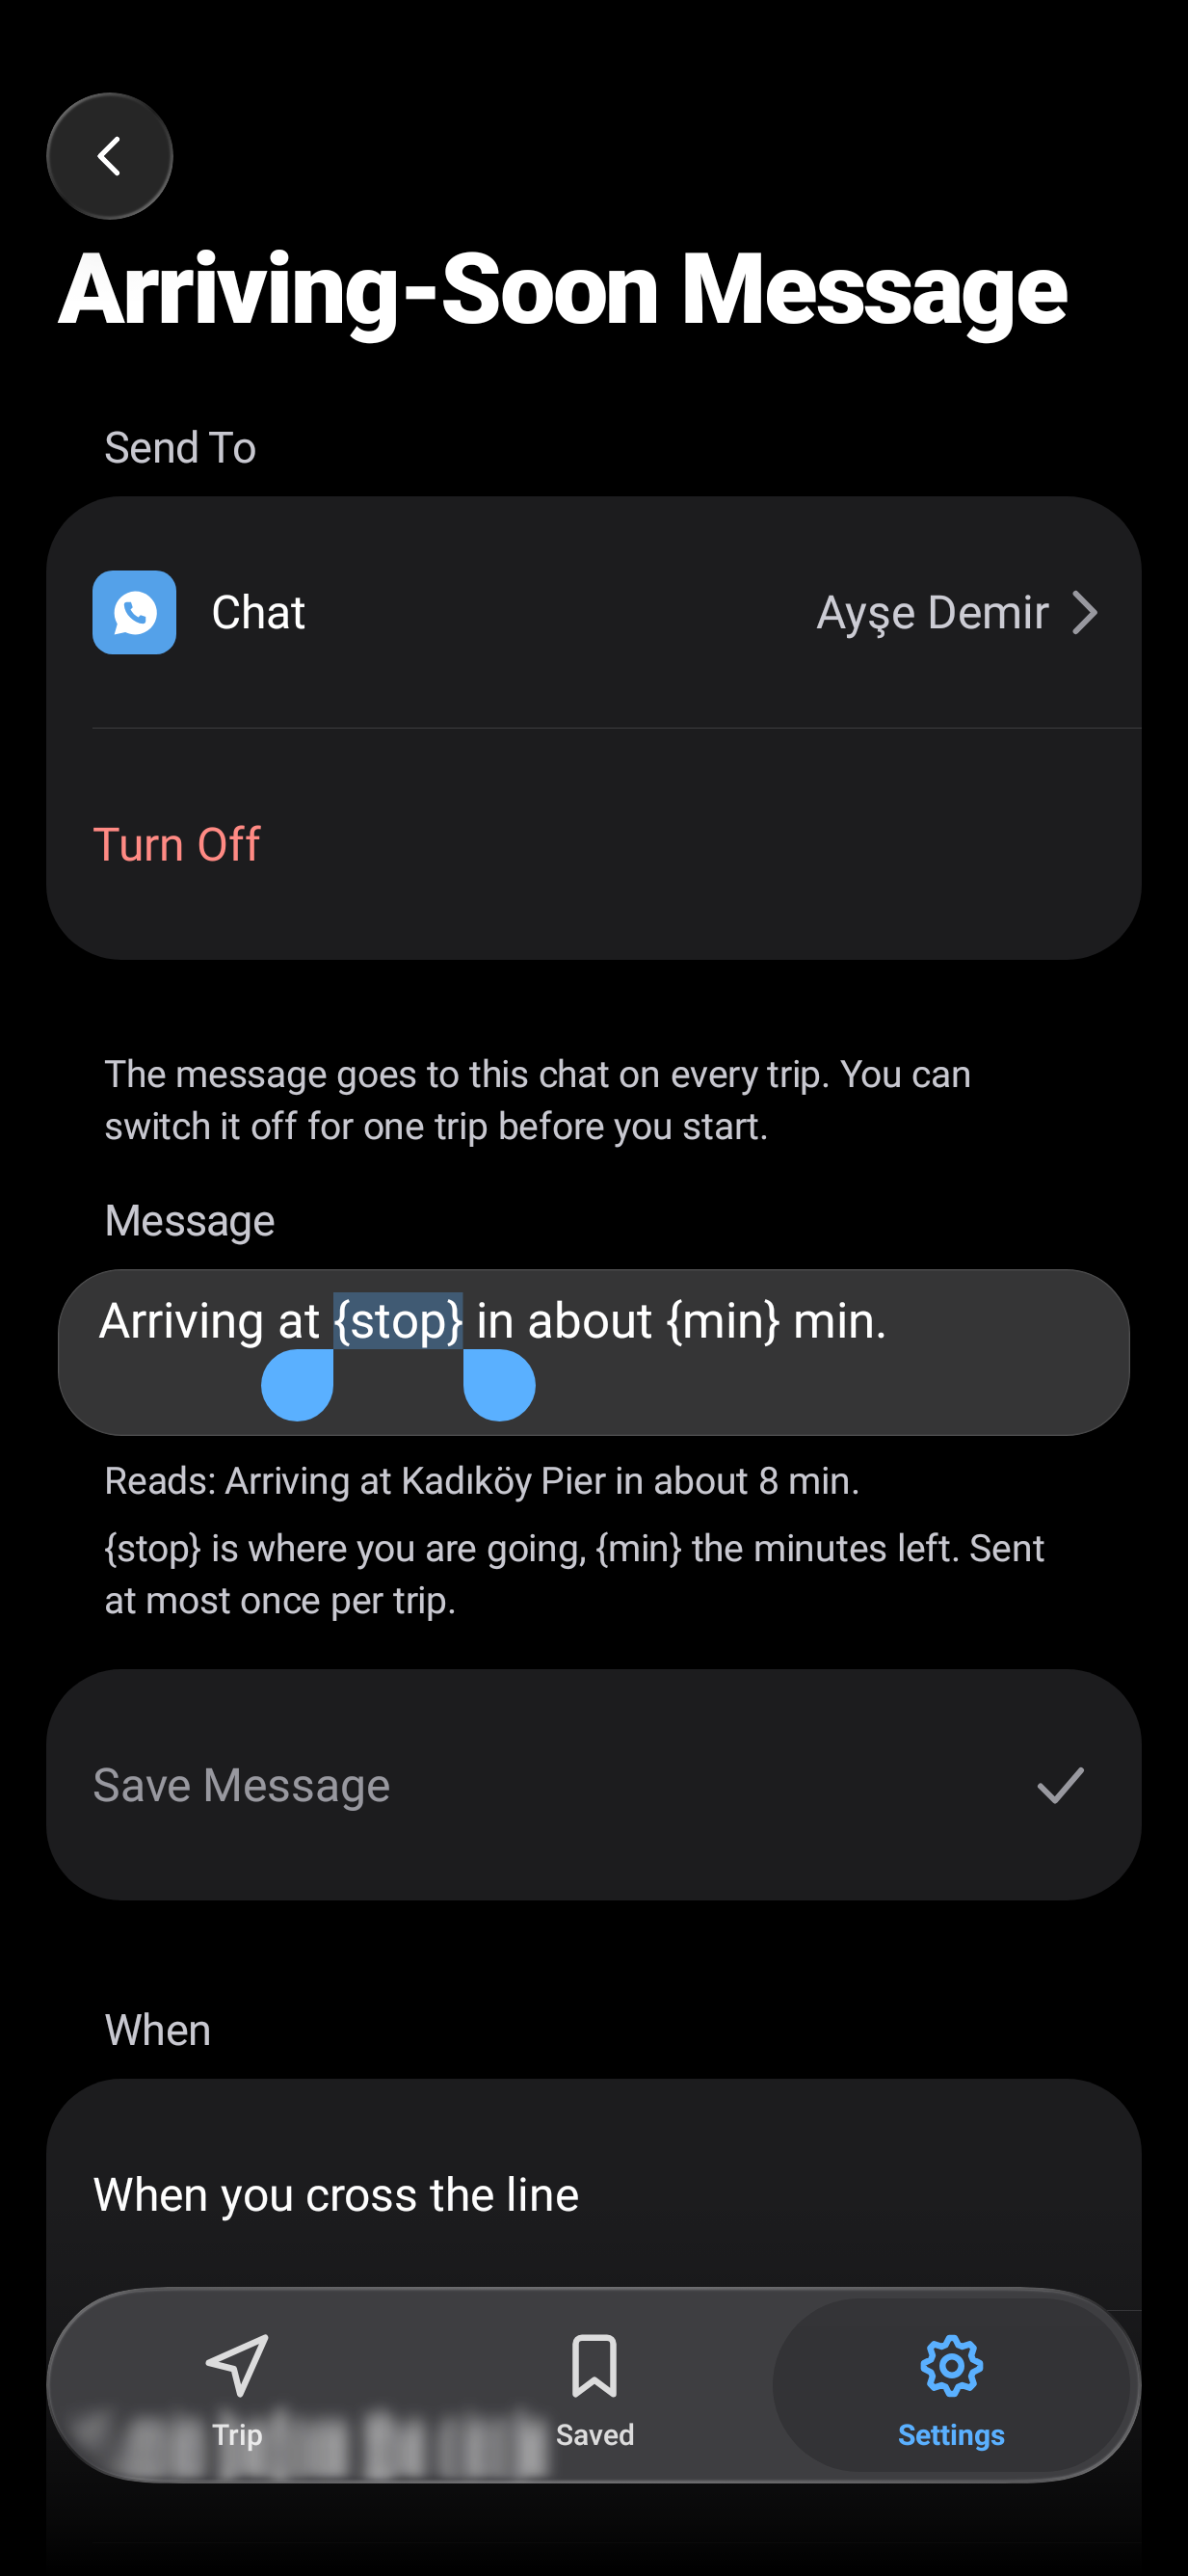 Arriving-Soon Message
Send To
Chat
Ayşe Demir
Turn Off
The message goes to this chat on every trip. You can
switch it off for one trip before you start.
Message
Arriving at {stop} in about {min} min.
Reads: Arriving at Kadıköy Pier in about 8 min.
{stop} is where you are going, {min} the minutes left. Sent
at most once per trip.
Save Message
When
When you cross the line
Trip
Saved
Settings